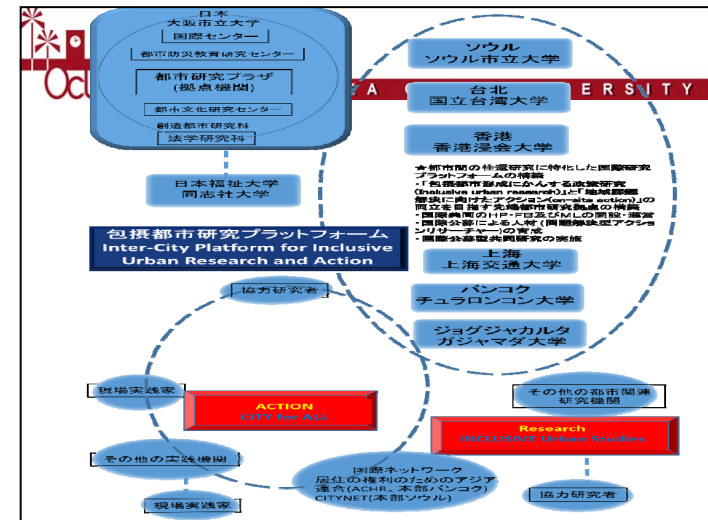 日本
大阪市立大学
国際センター
都市防災教育研究センター
都市研究プラザ
(拠点機関)
都市文化研究センター
創造都市研究科
法学研究科
日本福祉大学
同志社大学
包摂都市研究プラットフォーム
Inter-City Platform for Inclusive
Urban Research and Action
ソウル
ソウル市立大学
台北
国立台湾大学
香港
香港浸会大学
★都市間の往還研究に特化した国際研究
プラットフォームの構築
・「包摂都市形成にかんする政策研究
(Inclusive urban research)」と「地域課題
解決に向けたアクション(on-site action)」の
両立を目指す先端都市研究拠点の構築
・国際共同のHP・FB及びMLの開設・運営
・国際公募による人材(問題解決型アクショ
ンリサーチャー)の育成
・国際公募型共同研究の実施
上海
上海交通大学
バンコク
チュラロンコン大学
ジョグジャカルタ
ガジャマダ大学
協力研究者
現場実践家
ACTION
CITY for ALL
その他の実践機関
現場実践家
国際ネットワーク
居住の権利のためのアジア
連合(ACHR、本部バンコク)
CITYNET(本部ソウル)
その他の都市関連
研究機関
Research
INCLUSIVE Urban Studies
協力研究者